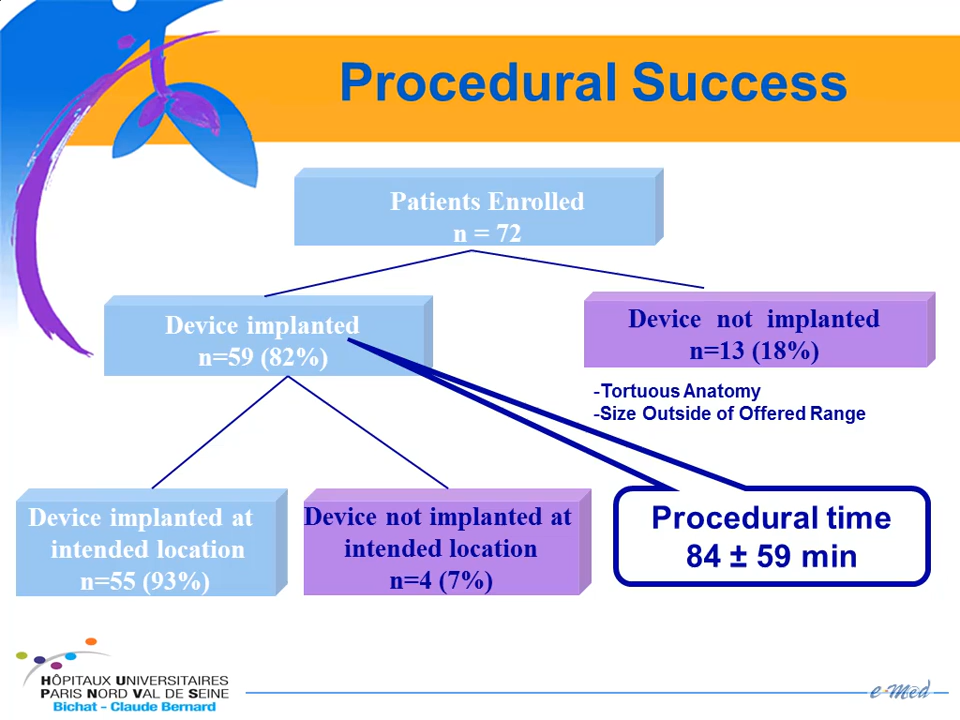 Procedural Success
Patients Enrolled
n = 72
Device implanted
n=59 (82%)
Device not implanted
n=13 (18%)
-Tortuous Anatomy
-Size Outside of Offered Range
Device implanted at
intended location
n=55 (93%)
Device not implanted at
intended location
n=4 (7%)
Procedural time
84 ± 59 min
HÔPITAUX UNIVERSITAIRES
PARIS NORD VAL DE SEINE
Bichat - Claude Bernard
e-Med